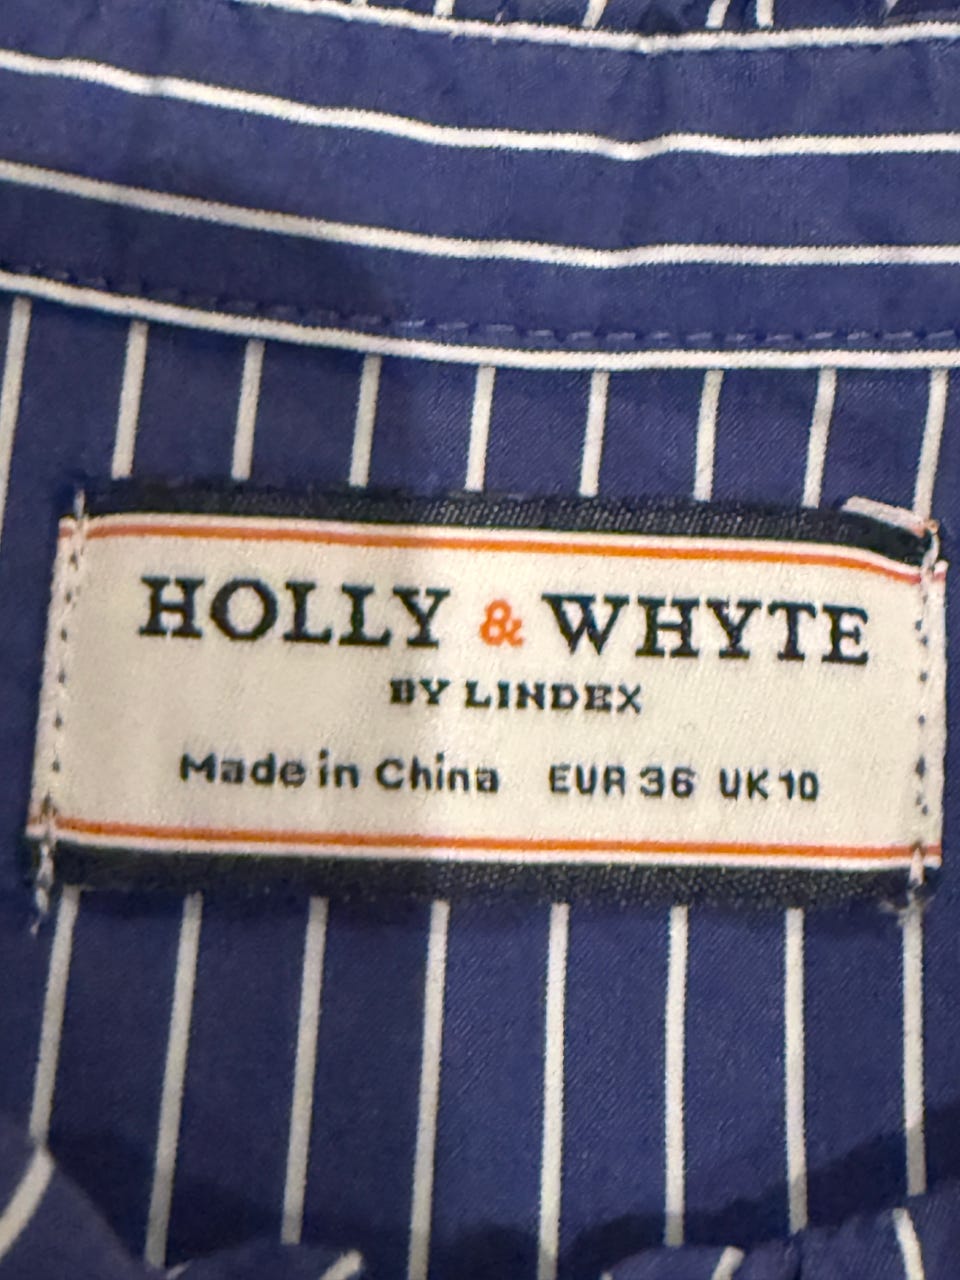 HOLLY & WHYTE
BY LINDEX
Made in China EUR 36 UK 10